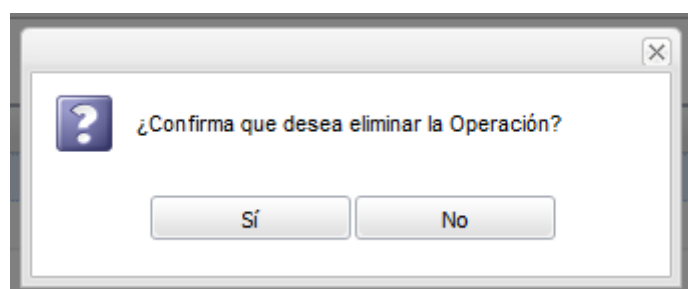 ¿Confirma que desea eliminar la Operación?
Sí
No